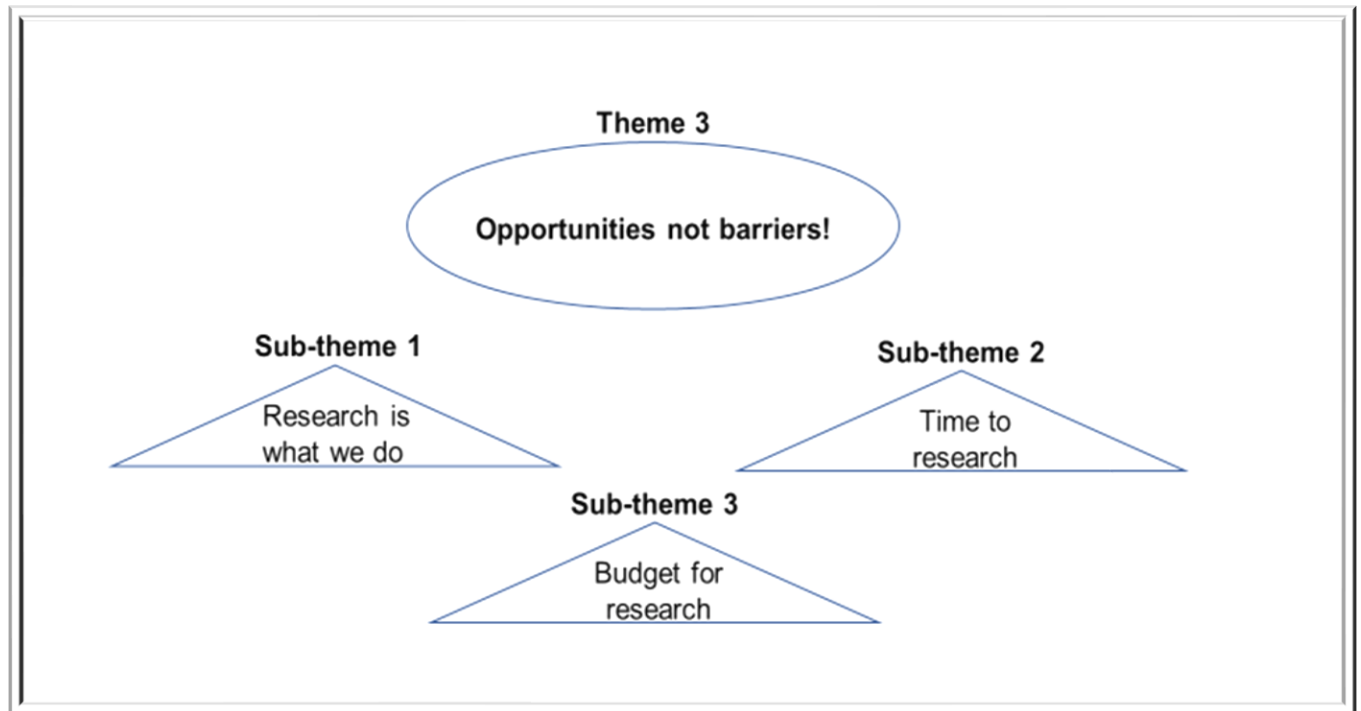 Theme 3
Opportunities not barriers!
Sub-theme 1
Research is
what we do
Sub-theme 2
Time to
research
Sub-theme 3
Budget for
research